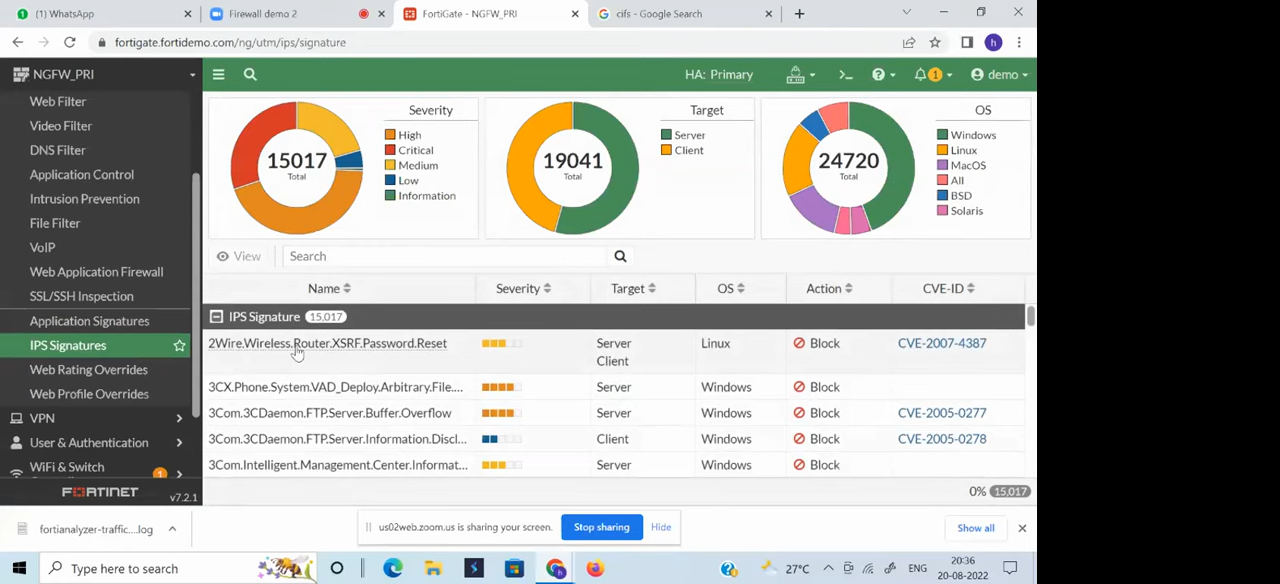 (1) WhatsApp
Firewall demo 2
FortiGate - NGFW_PRI
cifs - Google Search
fortigate.fortidemo.com/ng/utm/ips/signature
h
NGFW_PRI
HA: Primary
1
demo
Web Filter
Video Filter
DNS Filter
Application Control
Intrusion Prevention
File Filter
VoIP
Web Application Firewall
SSL/SSH Inspection
Application Signatures
IPS Signatures
Web Rating Overrides
Web Profile Overrides
VPN
User & Authentication
WiFi & Switch
1
FORTINET
v7.2.1
15017
Total
Severity
High
Critical
Medium
Low
Information
19041
Total
Target
Server
Client
24720
Total
OS
Windows
Linux
MacOS
All
BSD
Solaris
View
Search
Name Severity Target OS Action CVE-ID
IPS Signature 15,017
2Wire.Wireless.Router.XSRF.Password.Reset Server Linux Block CVE-2007-4387
Client
3CX.Phone.System.VAD_Deploy.Arbitrary.File.... Server Windows Block
3Com.3CDaemon.FTP.Server.Buffer.Overflow Server Windows Block CVE-2005-0277
3Com.3CDaemon.FTP.Server.Information.Discl... Client Windows Block CVE-2005-0278
3Com.Intelligent.Management.Center.Informat... Server Windows Block
0% 15,017
fortianalyzer-traffic....log
us02web.zoom.us is sharing your screen.
Stop sharing
Hide
Show all
Type here to search
27°C
ENG
20:36
20-08-2022